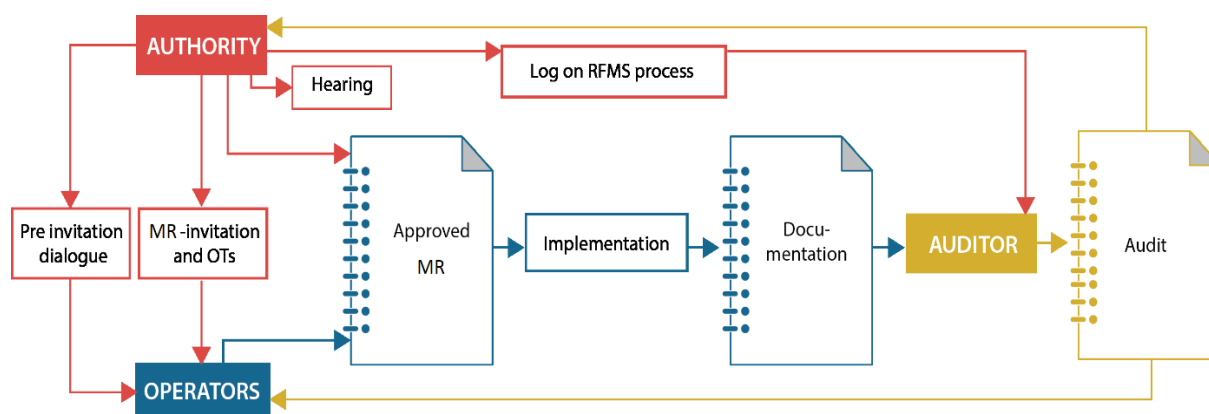 AUTHORITY
Log on RFMS process
Hearing
Pre invitation
dialogue
MR -invitation
and OTs
Approved
MR
Implementation
Docu-
mentation
AUDITOR
Audit
OPERATORS